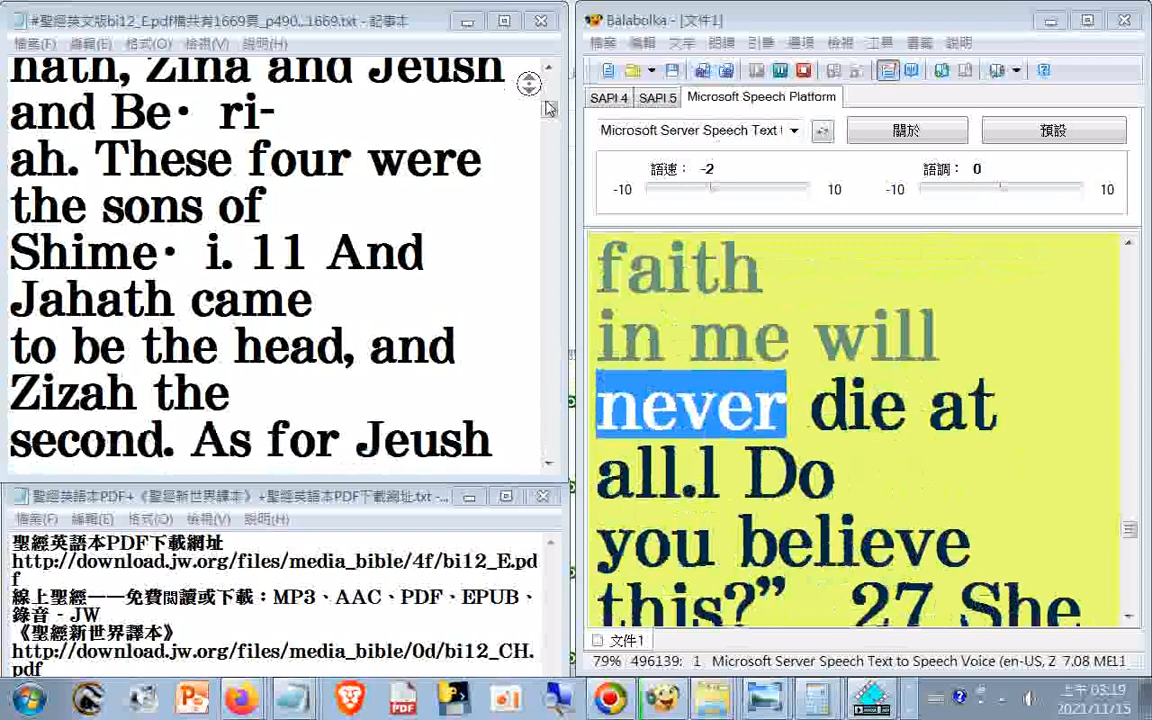 #聖經英文版bi12_E.pdf檔共有1669頁_p490...1669.txt - 記事本
檔案(F) 編輯(E) 格式(O) 檢視(V) 說明(H)
hath, Zina and Jeush
and Be· ri-
ah. These four were
the sons of
Shime· i. 11 And
Jahath came
to be the head, and
Zizah the
second. As for Jeush
聖經英語本PDF+《聖經新世界譯本》+聖經英語本PDF下載網址.txt -...
檔案(F) 編輯(E) 格式(O) 檢視(V) 說明(H)
聖經英語本PDF下載網址
http://download.jw.org/files/media_bible/4f/bi12_E.pd
f
線上聖經——免費閱讀或下載：MP3、AAC、PDF、EPUB、
錄音 - JW
《聖經新世界譯本》
http://download.jw.org/files/media_bible/0d/bi12_CH.
pdf
Balabolka - [文件1]
檔案 編輯 文字 朗讀 引擎 選項 檢視 工具 書籤 說明
SAPI 4 SAPI 5 Microsoft Speech Platform
Microsoft Server Speech Text 關於 預設
語速： -2 語調： 0
-10 10 -10 10
faith
in me will
never die at
all.l Do
you believe
this?” 27 She
文件1
79% 496139: 1 Microsoft Server Speech Text to Speech Voice (en-US, Z 7.08 ME
上午 03:19
2021/11/15